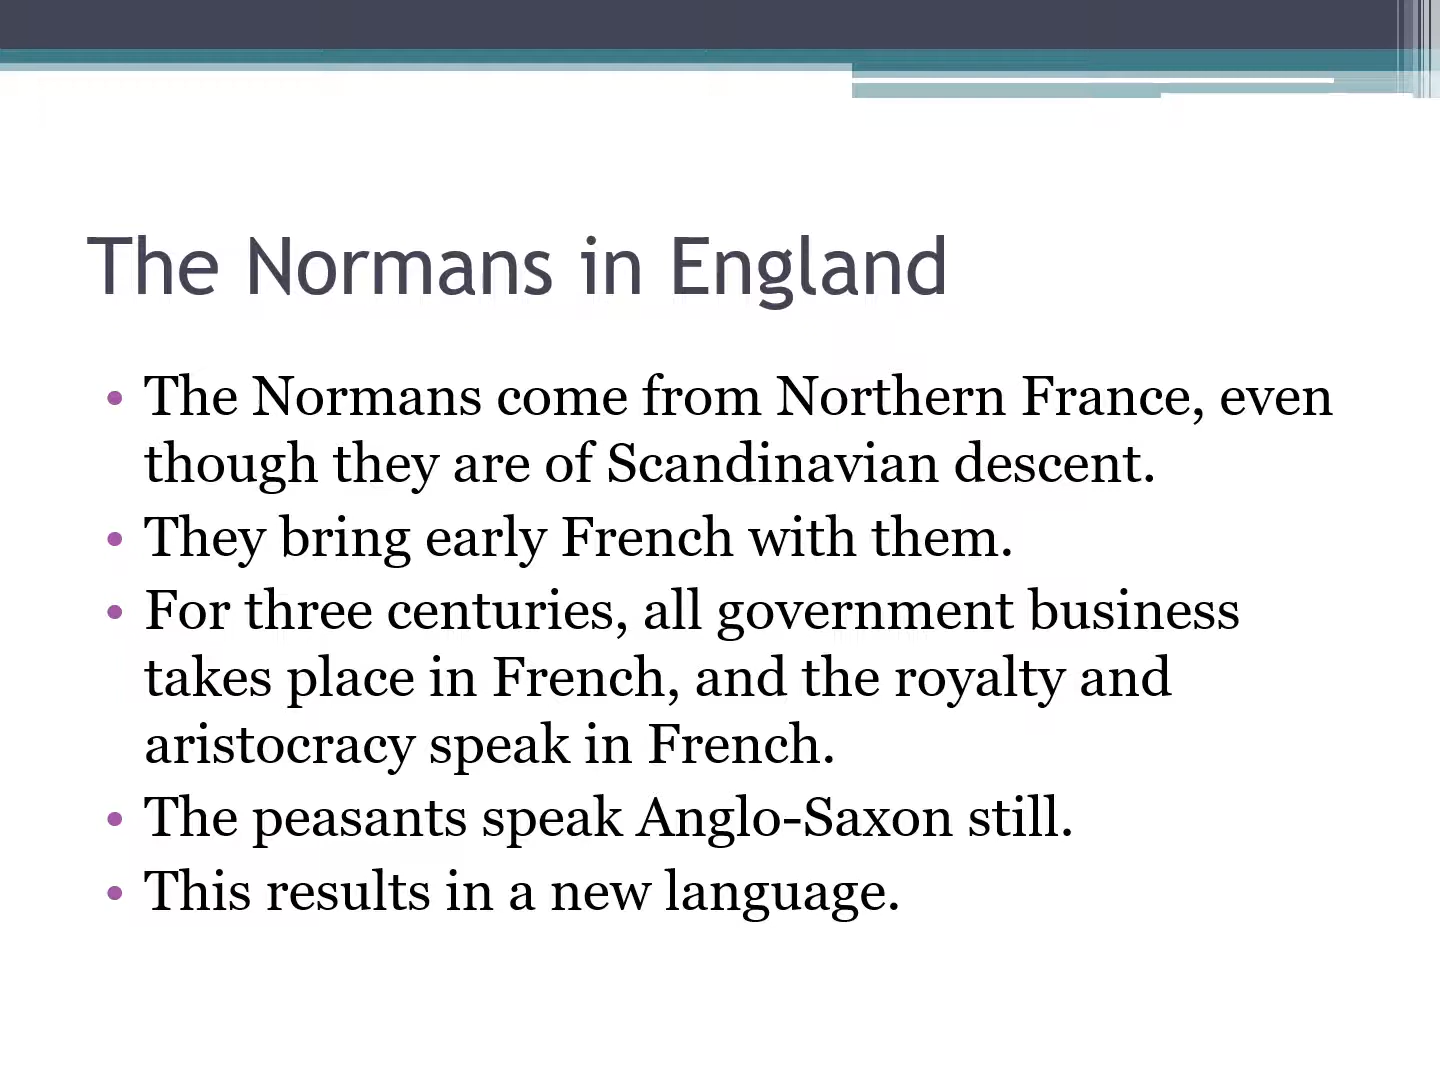 The Normans in England
• The Normans come from Northern France, even
though they are of Scandinavian descent.
• They bring early French with them.
• For three centuries, all government business
takes place in French, and the royalty and
aristocracy speak in French.
• The peasants speak Anglo-Saxon still.
• This results in a new language.